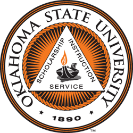 OKLAHOMA STATE UNIVERSITY
SCHOLARSHIP
INSTRUCTION
SERVICE
• 1890 •